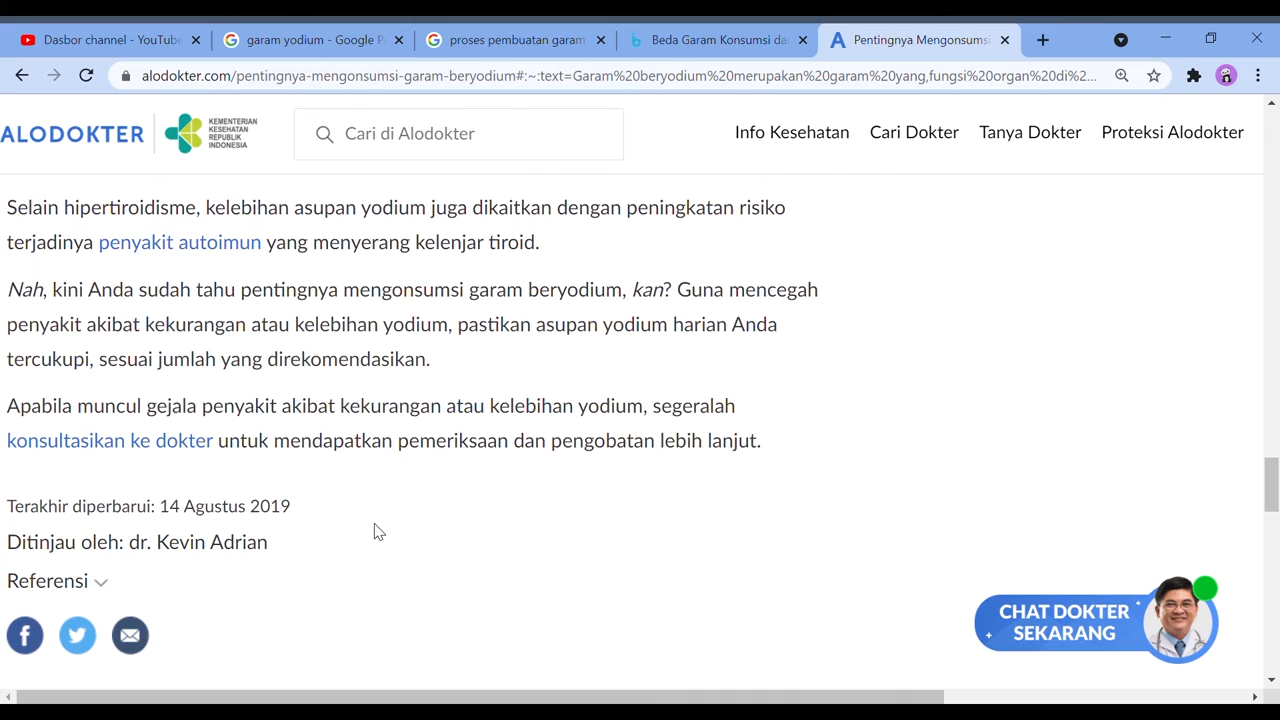 Dasbor channel - YouTube
garam yodium - Google P
proses pembuatan garam
Beda Garam Konsumsi da
Pentingnya Mengonsumsi
alodokter.com/pentingnya-mengonsumsi-garam-beryodium#:~:text=Garam%20beryodium%20merupakan%20garam%20yang,fungsi%20organ%20di%2...
ALODOKTER
KEMENTERIAN
KESEHATAN
REPUBLIK
INDONESIA
Cari di Alodokter
Info Kesehatan
Cari Dokter
Tanya Dokter
Proteksi Alodokter
Selain hipertiroidisme, kelebihan asupan yodium juga dikaitkan dengan peningkatan risiko
terjadinya penyakit autoimun yang menyerang kelenjar tiroid.
Nah, kini Anda sudah tahu pentingnya mengonsumsi garam beryodium, kan? Guna mencegah
penyakit akibat kekurangan atau kelebihan yodium, pastikan asupan yodium harian Anda
tercukupi, sesuai jumlah yang direkomendasikan.
Apabila muncul gejala penyakit akibat kekurangan atau kelebihan yodium, segeralah
konsultasikan ke dokter untuk mendapatkan pemeriksaan dan pengobatan lebih lanjut.
Terakhir diperbarui: 14 Agustus 2019
Ditinjau oleh: dr. Kevin Adrian
Referensi
CHAT DOKTER
SEKARANG